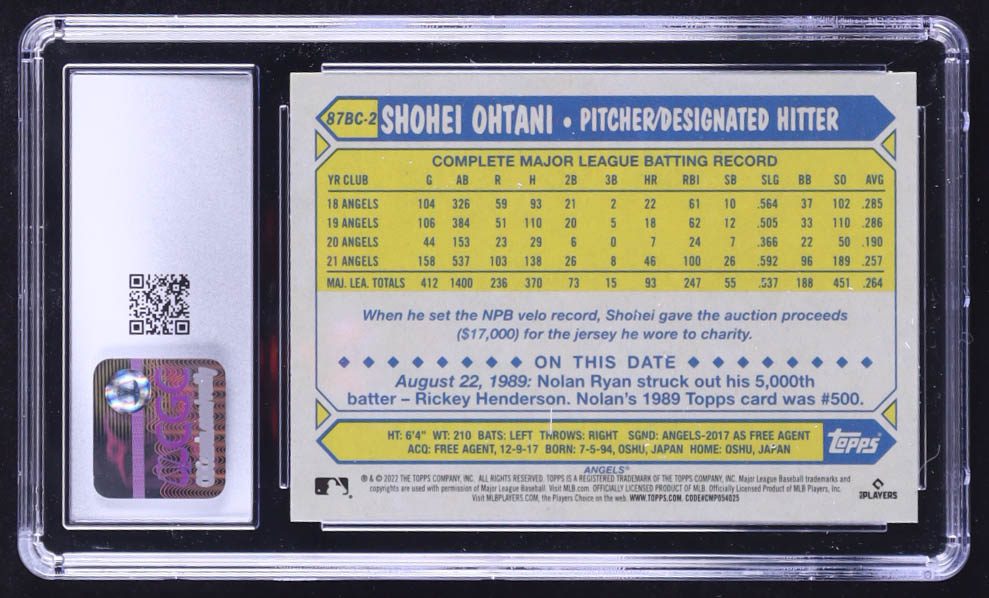 87BC-2 SHOHEI OHTANI • PITCHER/DESIGNATED HITTER
COMPLETE MAJOR LEAGUE BATTING RECORD
YR CLUB G AB R H 2B 3B HR RBI SB SLG BB SO AVG
18 ANGELS 104 326 59 93 21 2 22 61 10 .564 37 102 .285
19 ANGELS 106 384 51 110 20 5 18 62 12 .505 33 110 .286
20 ANGELS 44 153 23 29 6 0 7 24 7 .366 22 50 .190
21 ANGELS 158 537 103 138 26 8 46 100 26 .592 96 189 .257
MAJ. LEA. TOTALS 412 1400 236 370 73 15 93 247 55 .537 188 451 .264
When he set the NPB velo record, Shohei gave the auction proceeds
($17,000) for the jersey he wore to charity.
ON THIS DATE
August 22, 1989: Nolan Ryan struck out his 5,000th
batter – Rickey Henderson. Nolan's 1989 Topps card was #500.
HT: 6'4" WT: 210 BATS: LEFT THROWS: RIGHT SGND: ANGELS-2017 AS FREE AGENT
ACQ: FREE AGENT, 12-9-17 BORN: 7-5-94, OSHU, JAPAN HOME: OSHU, JAPAN
Topps
ANGELS®
® & © 2022 THE TOPPS COMPANY, INC. ALL RIGHTS RESERVED. TOPPS IS A REGISTERED TRADEMARK OF THE TOPPS COMPANY, INC. Major League Baseball trademarks and
copyrights are used with permission of Major League Baseball. Visit MLB.com. OFFICIALLY LICENSED PRODUCT OF MLB. Officially Licensed Product of MLB Players, Inc.
Visit MLBPLAYERS.COM, the Players Choice on the web. WWW.TOPPS.COM. CODE#CMP054025
PLAYERS